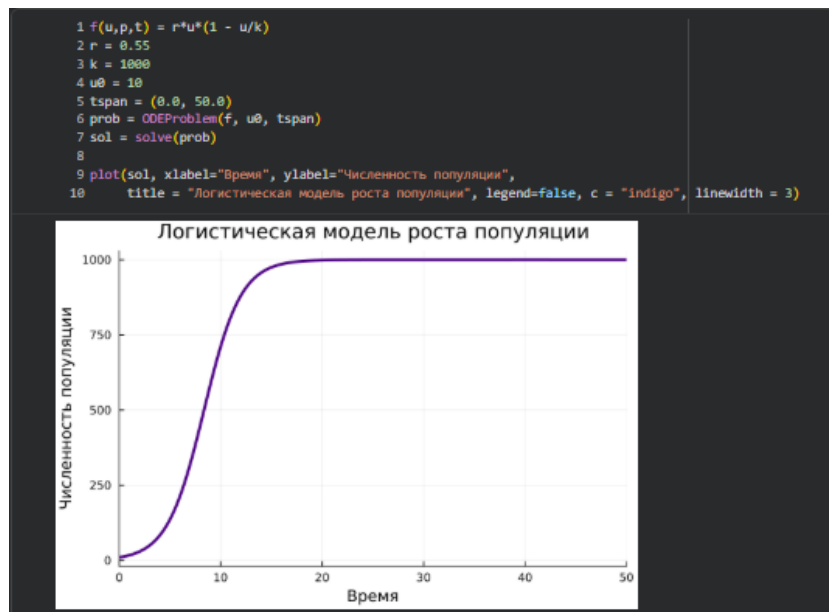 1 f(u,p,t) = r*u*(1 - u/k)
2 r = 0.55
3 k = 1000
4 u0 = 10
5 tspan = (0.0, 50.0)
6 prob = ODEProblem(f, u0, tspan)
7 sol = solve(prob)
8
9 plot(sol, xlabel="Время", ylabel="Численность популяции",
10 title = "Логистическая модель роста популяции", legend=false, c = "indigo", linewidth = 3)
Логистическая модель роста популяции
Численность популяции
1000
750
500
250
0
0 10 20 30 40 50
Время